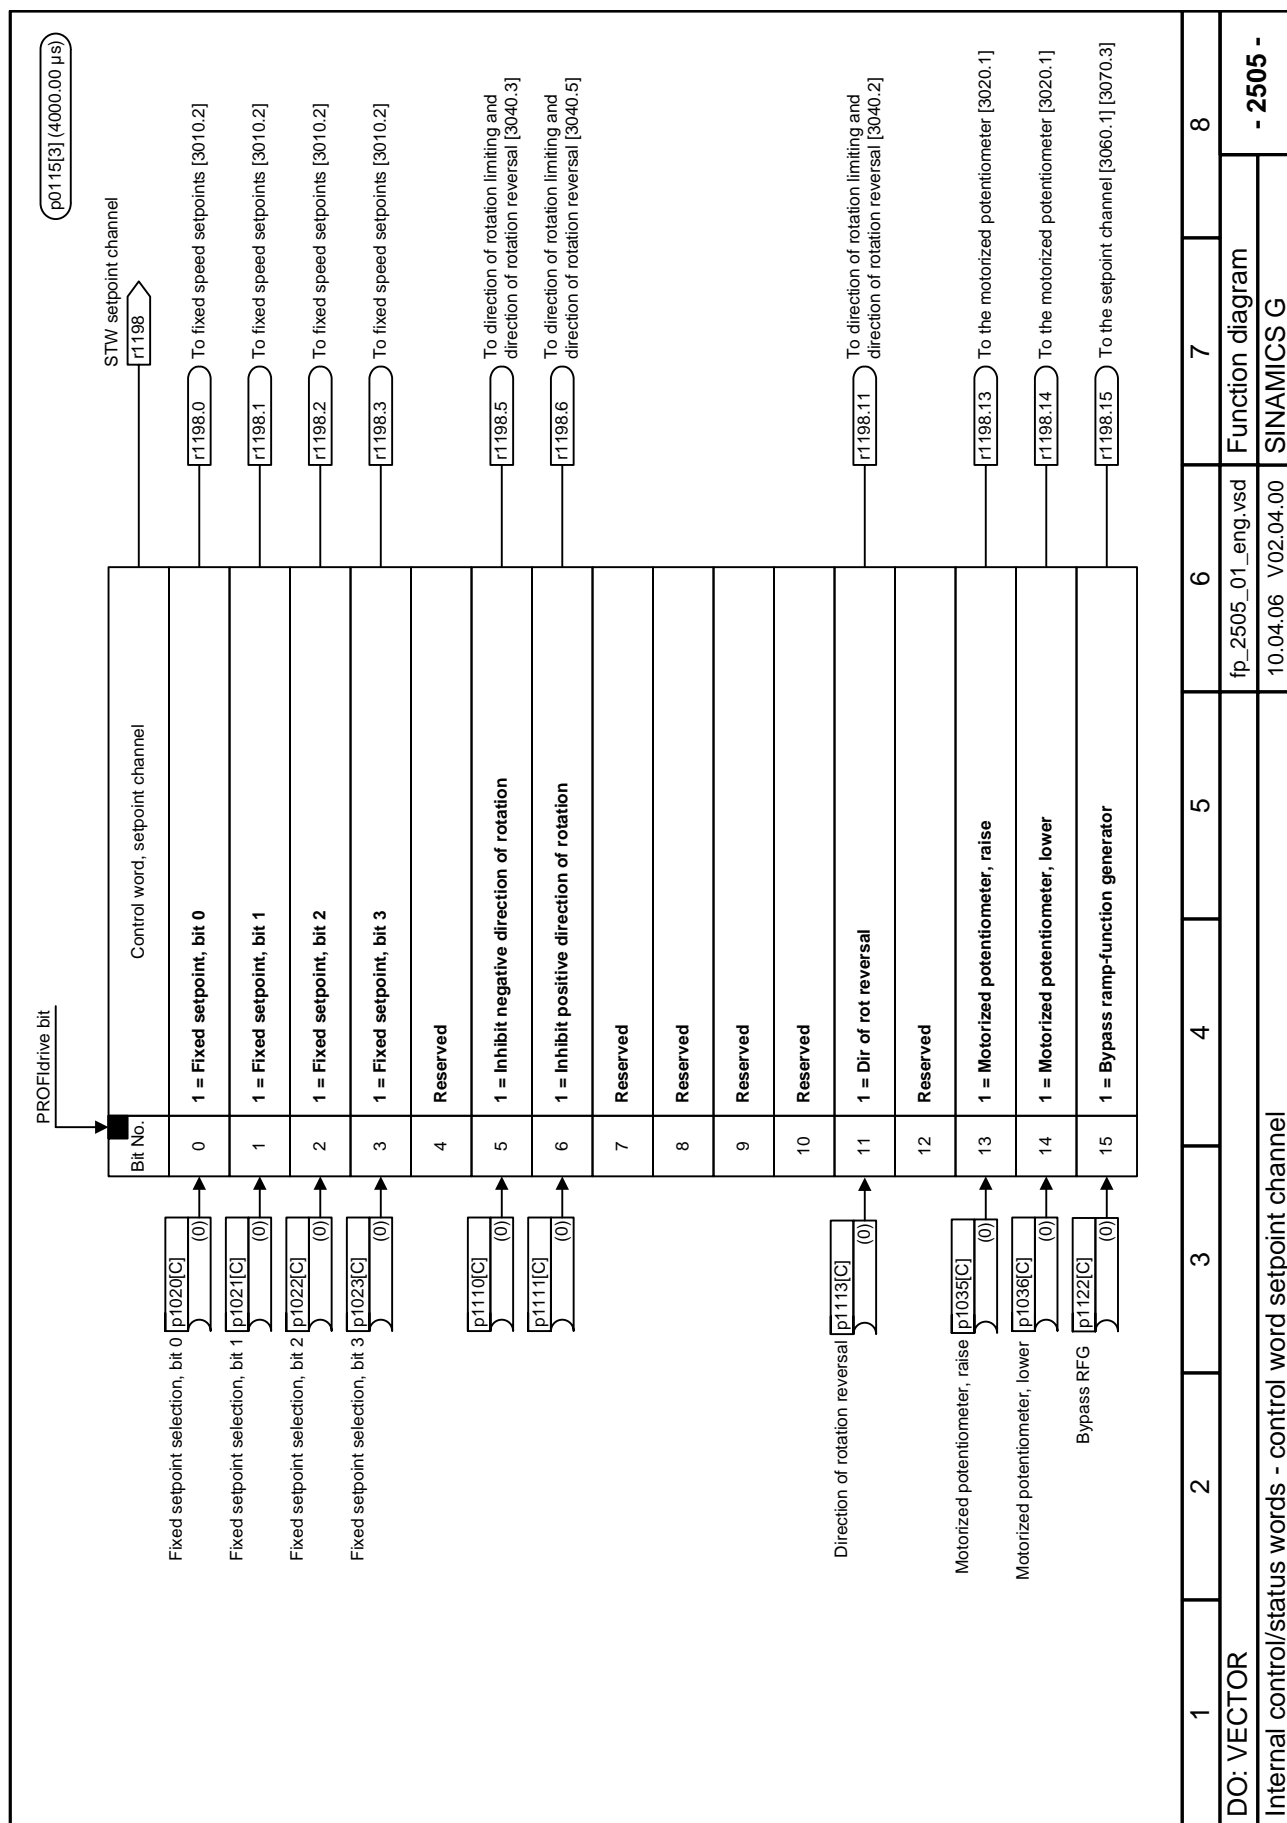 p0115[3] (4000.00 µs)
PROFIdrive bit
STW setpoint channel
Bit No.
Control word, setpoint channel
r1198
Fixed setpoint selection, bit 0
p1020[C]
(0)
0
1 = Fixed setpoint, bit 0
r1198.0
To fixed speed setpoints [3010.2]
Fixed setpoint selection, bit 1
p1021[C]
(0)
1
1 = Fixed setpoint, bit 1
r1198.1
To fixed speed setpoints [3010.2]
Fixed setpoint selection, bit 2
p1022[C]
(0)
2
1 = Fixed setpoint, bit 2
r1198.2
To fixed speed setpoints [3010.2]
Fixed setpoint selection, bit 3
p1023[C]
(0)
3
1 = Fixed setpoint, bit 3
r1198.3
To fixed speed setpoints [3010.2]
4
Reserved
p1110[C]
(0)
5
1 = Inhibit negative direction of rotation
r1198.5
To direction of rotation limiting and
direction of rotation reversal [3040.3]
p1111[C]
(0)
6
1 = Inhibit positive direction of rotation
r1198.6
To direction of rotation limiting and
direction of rotation reversal [3040.5]
7
Reserved
8
Reserved
9
Reserved
10
Reserved
Direction of rotation reversal
p1113[C]
(0)
11
1 = Dir of rot reversal
r1198.11
To direction of rotation limiting and
direction of rotation reversal [3040.2]
12
Reserved
Motorized potentiometer, raise
p1035[C]
(0)
13
1 = Motorized potentiometer, raise
r1198.13
To the motorized potentiometer [3020.1]
Motorized potentiometer, lower
p1036[C]
(0)
14
1 = Motorized potentiometer, lower
r1198.14
To the motorized potentiometer [3020.1]
Bypass RFG
p1122[C]
(0)
15
1 = Bypass ramp-function generator
r1198.15
To the setpoint channel [3060.1] [3070.3]
1
2
3
4
5
6
7
8
DO: VECTOR
fp_2505_01_eng.vsd
Function diagram
- 2505 -
Internal control/status words - control word setpoint channel
10.04.06 V02.04.00
SINAMICS G